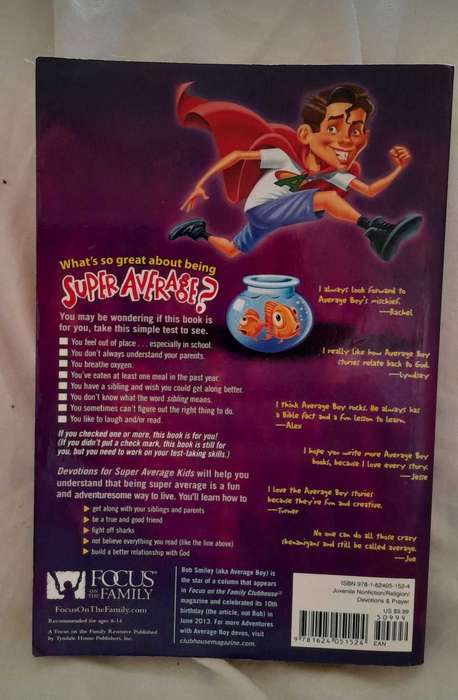 What's so great about being
SUPER AVERAGE?
You may be wondering if this book is
for you, take this simple test to see.
You feel out of place . . . especially in school.
You don't always understand your parents.
You breathe oxygen.
You've eaten at least one meal in the past year.
You have a sibling and wish you could get along better.
You don't know what the word sibling means.
You sometimes can't figure out the right thing to do.
You like to laugh and/or read.
If you checked one or more, this book is for you!
(If you didn't put a check mark, this book is still for
you, but you need to work on your test-taking skills.)
Devotions for Super Average Kids will help you
understand that being super average is a fun
and adventuresome way to live. You'll learn how to
get along with your siblings and parents
be a true and good friend
fight off sharks
not believe everything you read (like the line above)
build a better relationship with God
I always look forward to
Average Boy's mischief.
—Rachel
I really like how Average Boy
stories relate back to God.
—Lyndsey
I think Average Boy rocks. He always has
a Bible fact and a fun lesson to learn.
—Alex
I hope you write more Average Boy
books, because I love every story.
—Jesse
I love the Average Boy stories
because they're fun and creative.
—Turner
No one can do all those crazy
shenanigans and still be called average.
—Joe
FOCUS
ON THE
FAMILY
FocusOnTheFamily.com
Recommended for ages 8-14
A Focus on the Family Resource Published
by Tyndale House Publishers, Inc.
Bob Smiley (aka Average Boy) is
the star of a column that appears
in Focus on the Family Clubhouse®
magazine and celebrated its 10th
birthday (the article, not Bob) in
June 2013. For more Adventures
with Average Boy devos, visit
clubhousemagazine.com.
ISBN 978-1-62405-152-4
Juvenile Nonfiction/Religion/
Devotions & Prayer
US $9.99
50999
9 781624 051524
EAN